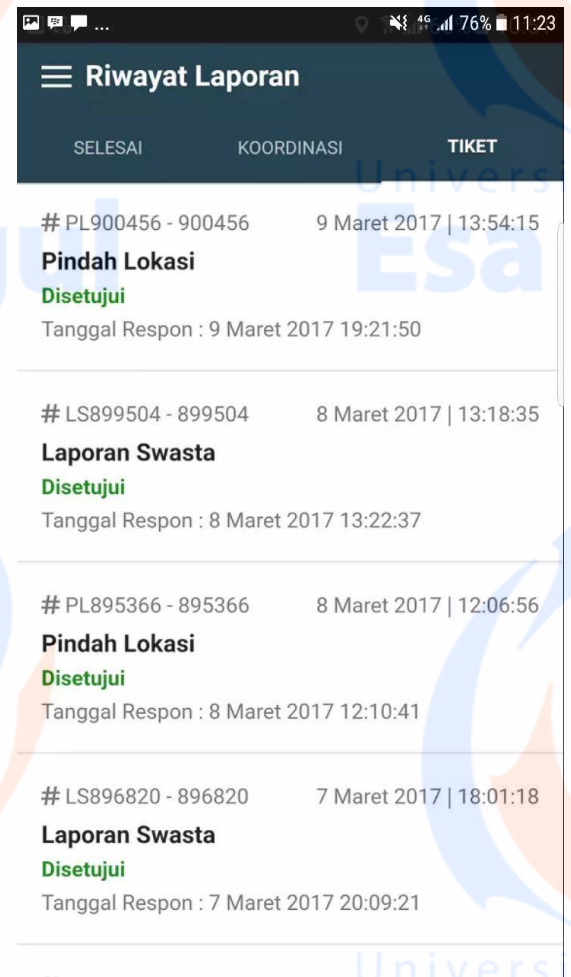 ... 4G 76% 11:23
Riwayat Laporan
SELESAI KOORDINASI TIKET
Univers
gul Esa
# PL900456 - 900456 9 Maret 2017 | 13:54:15
Pindah Lokasi
Disetujui
Tanggal Respon : 9 Maret 2017 19:21:50
# LS899504 - 899504 8 Maret 2017 | 13:18:35
Laporan Swasta
Disetujui
Tanggal Respon : 8 Maret 2017 13:22:37
# PL895366 - 895366 8 Maret 2017 | 12:06:56
Pindah Lokasi
Disetujui
Tanggal Respon : 8 Maret 2017 12:10:41
# LS896820 - 896820 7 Maret 2017 | 18:01:18
Laporan Swasta
Disetujui
Tanggal Respon : 7 Maret 2017 20:09:21
Univers